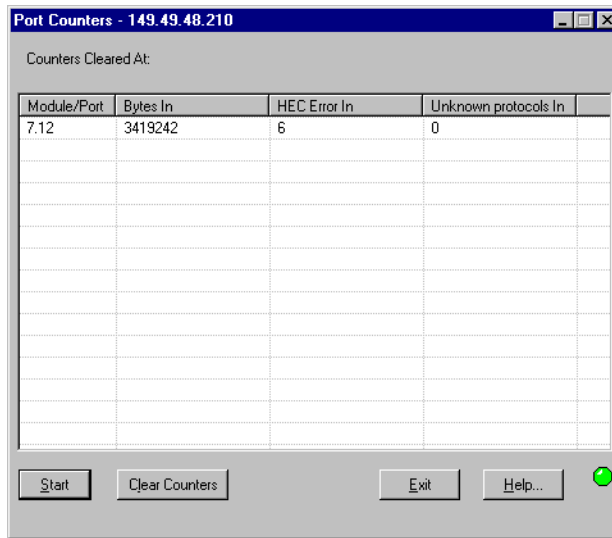 Port Counters - 149.49.48.210
Counters Cleared At:
Module/Port Bytes In HEC Error In Unknown protocols In
7.12 3419242 6 0
Start Clear Counters Exit Help...